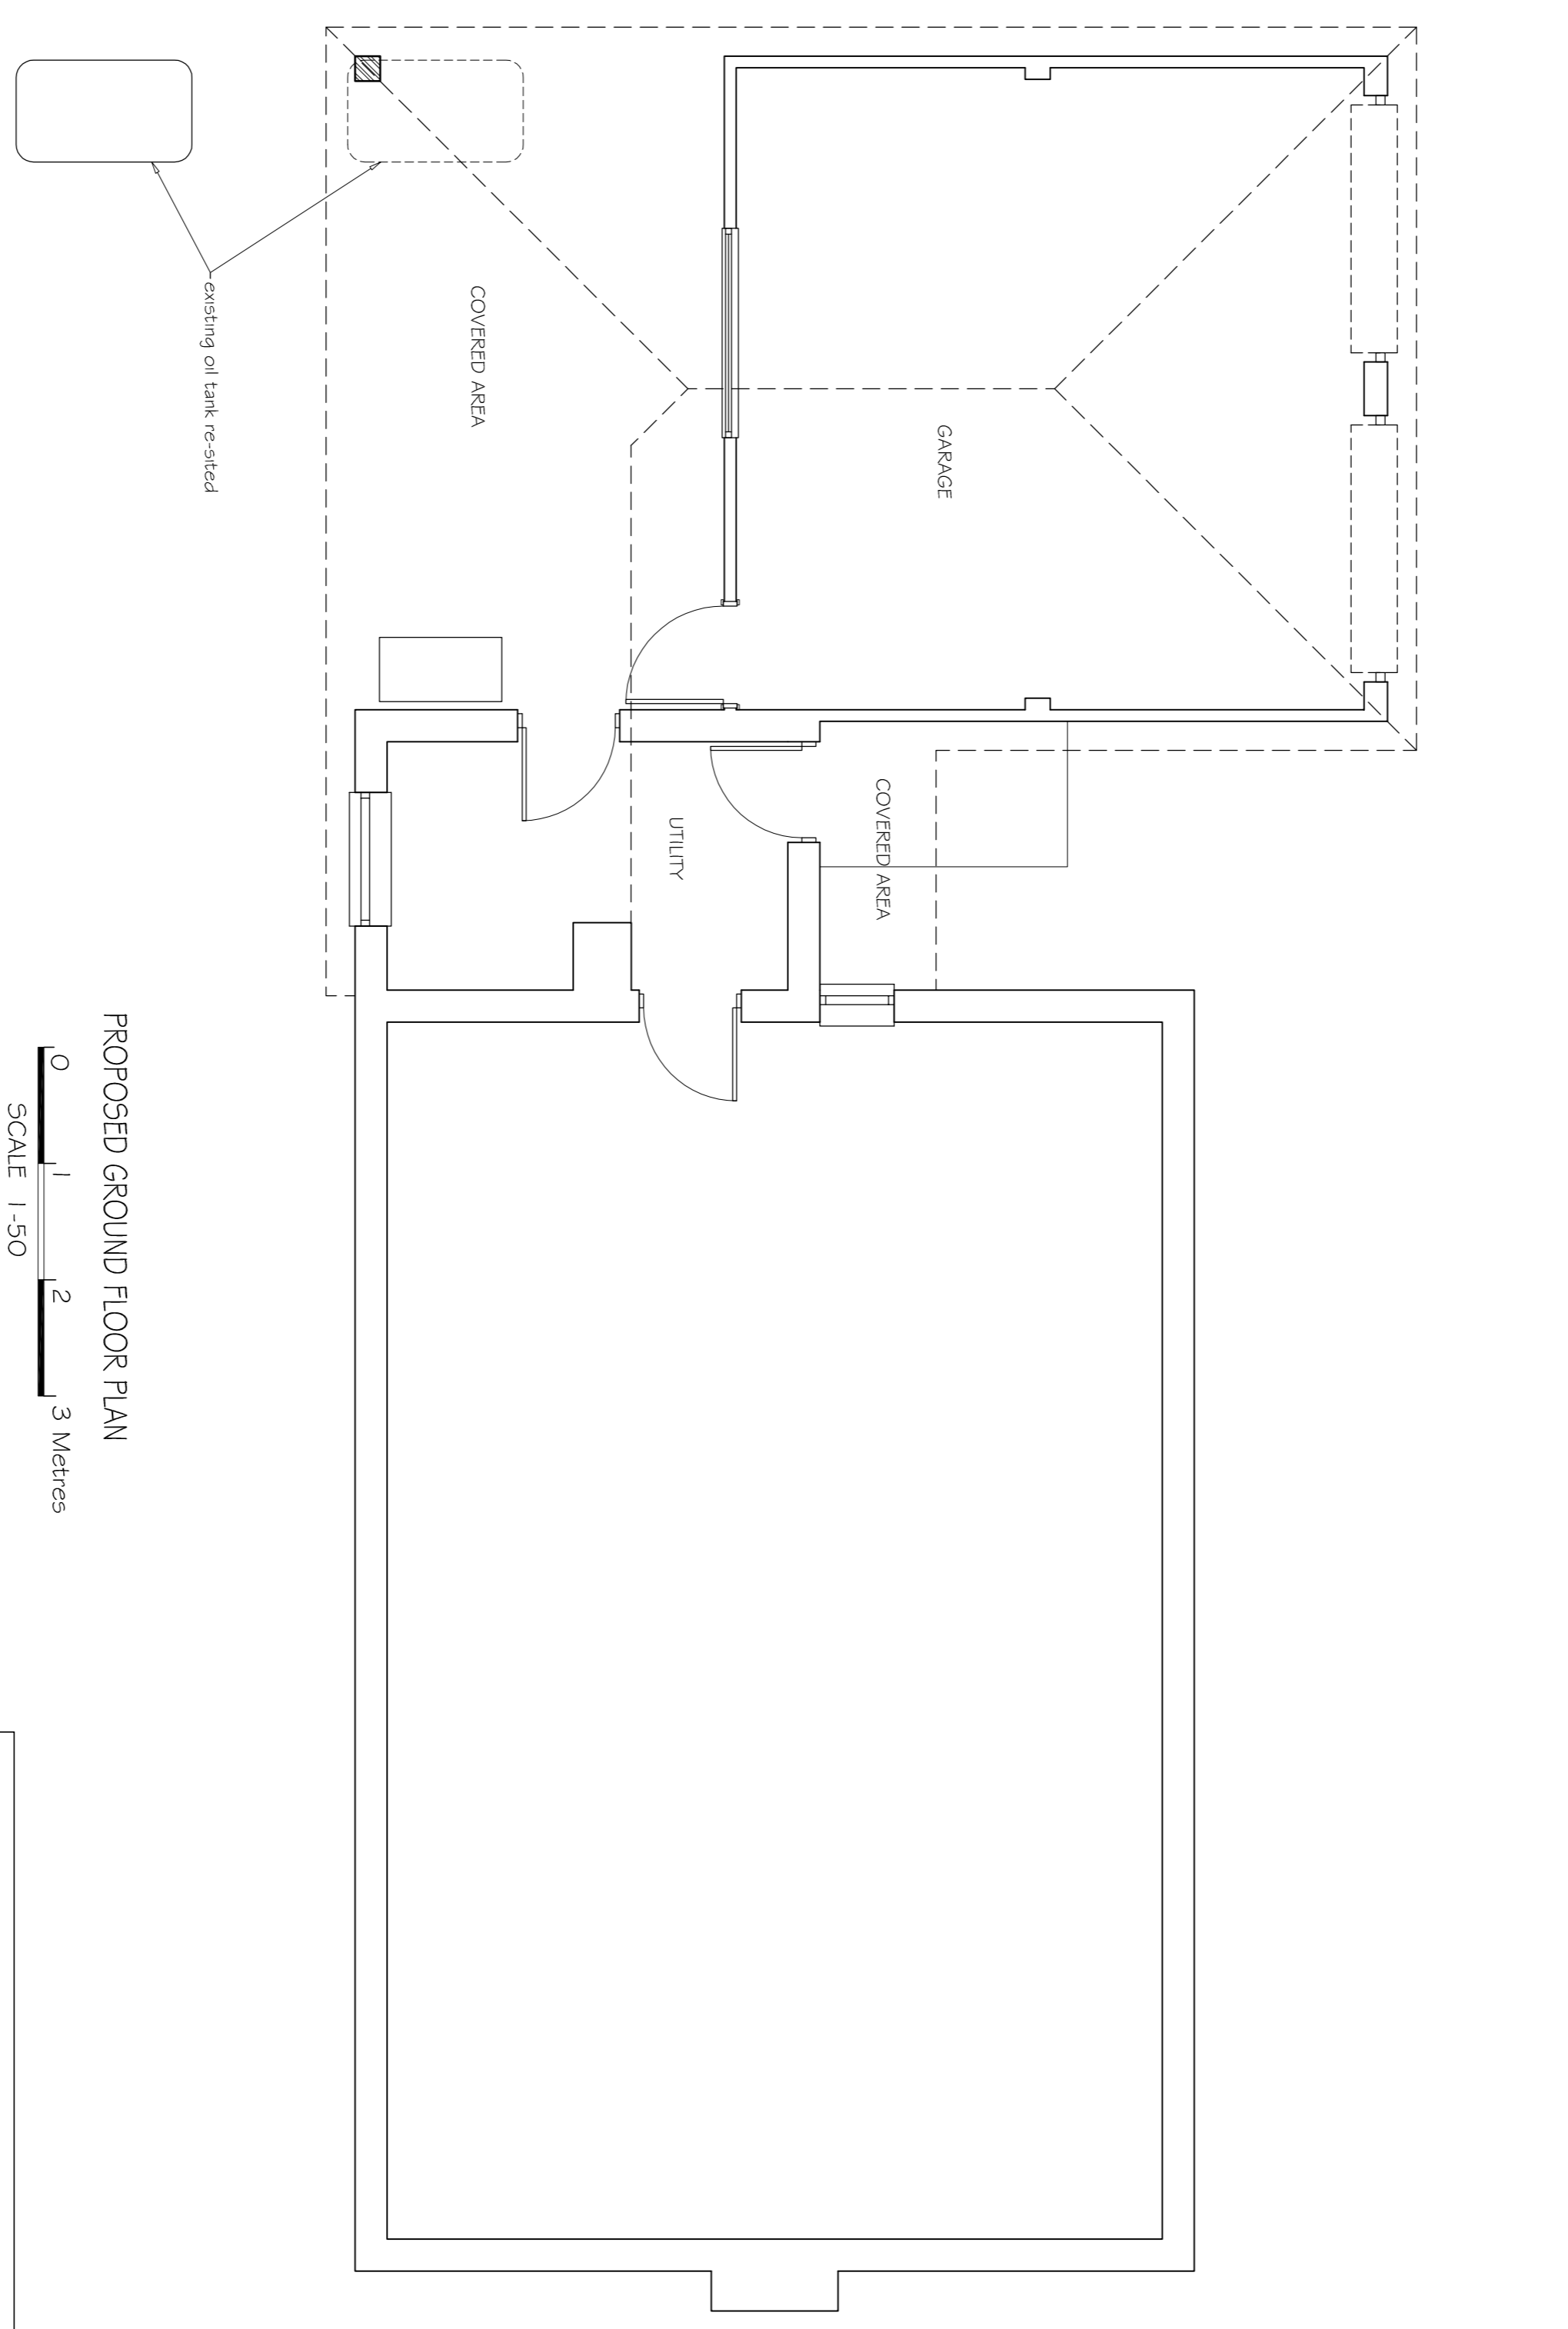 GARAGE
COVERED AREA
UTILITY
COVERED AREA
existing oil tank re-sited
PROPOSED GROUND FLOOR PLAN
0 1 2 3 Metres
SCALE 1-50